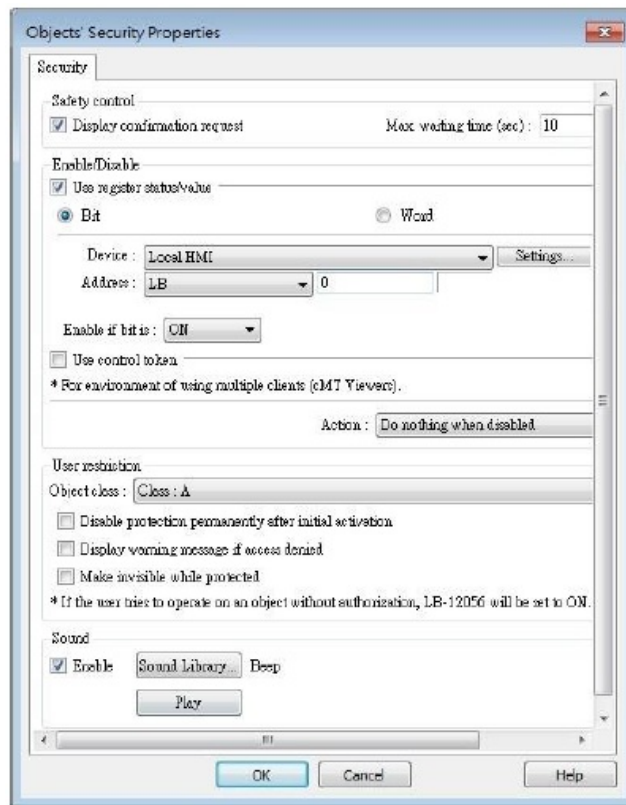 Objects' Security Properties
Security
Safety control
Display confirmation request Max. waiting time (sec) : 10
Enable/Disable
Use register status/value
Bit Word
Device : Local HMI Settings...
Address : LB 0
Enable if bit is : ON
Use control token
* For environment of using multiple clients (cMT Viewers).
Action : Do nothing when disabled
User restriction
Object class : Class : A
Disable protection permanently after initial activation
Display warning message if access denied
Make invisible while protected
* If the user tries to operate on an object without authorization, LB-12056 will be set to ON.
Sound
Enable Sound Library... Beep
Play
OK Cancel Help